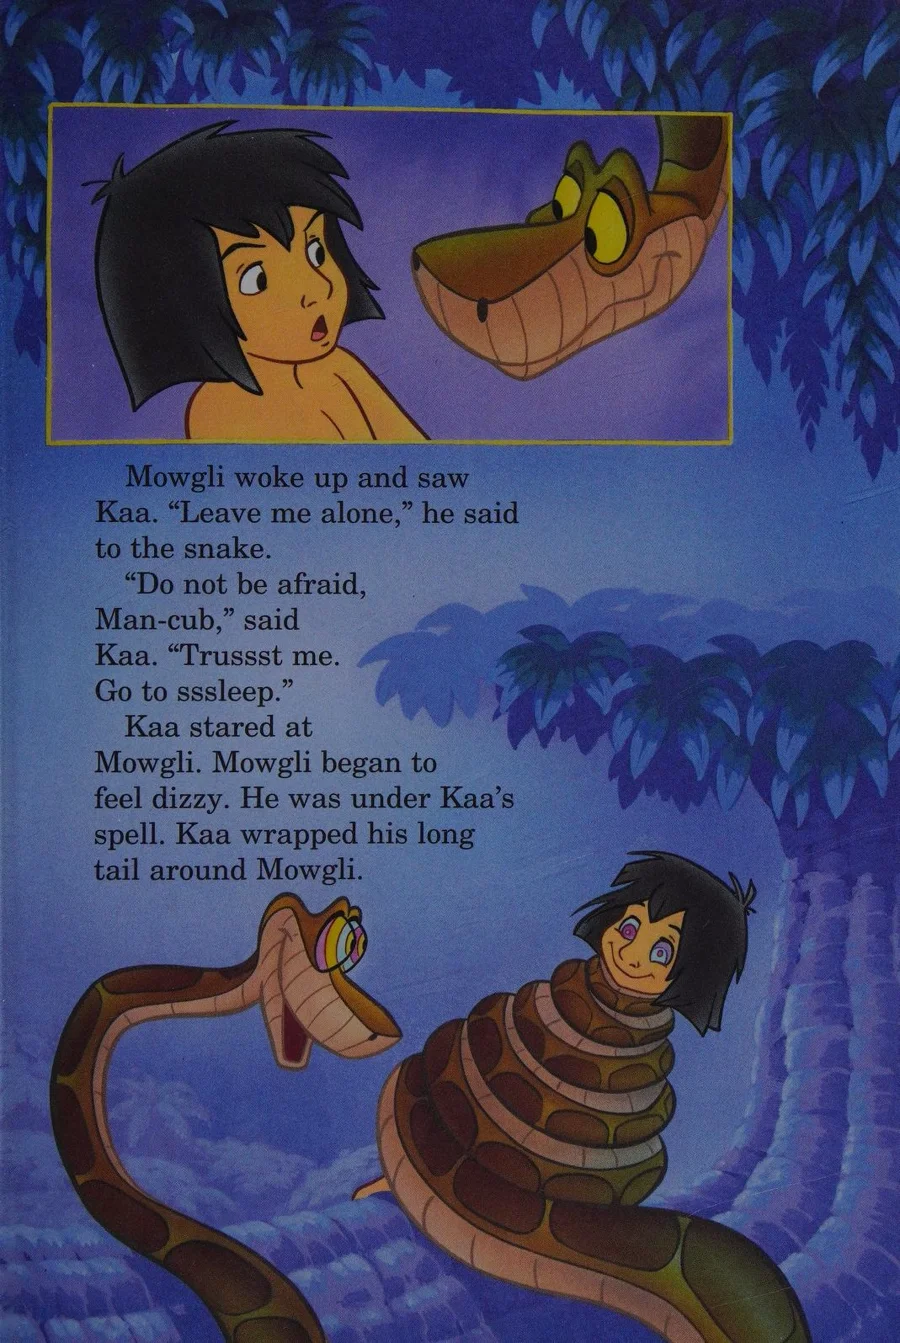 Mowgli woke up and saw
Kaa. “Leave me alone,” he said
to the snake.
“Do not be afraid,
Man-cub,” said
Kaa. “Trussst me.
Go to sssleep.”
Kaa stared at
Mowgli. Mowgli began to
feel dizzy. He was under Kaa’s
spell. Kaa wrapped his long
tail around Mowgli.